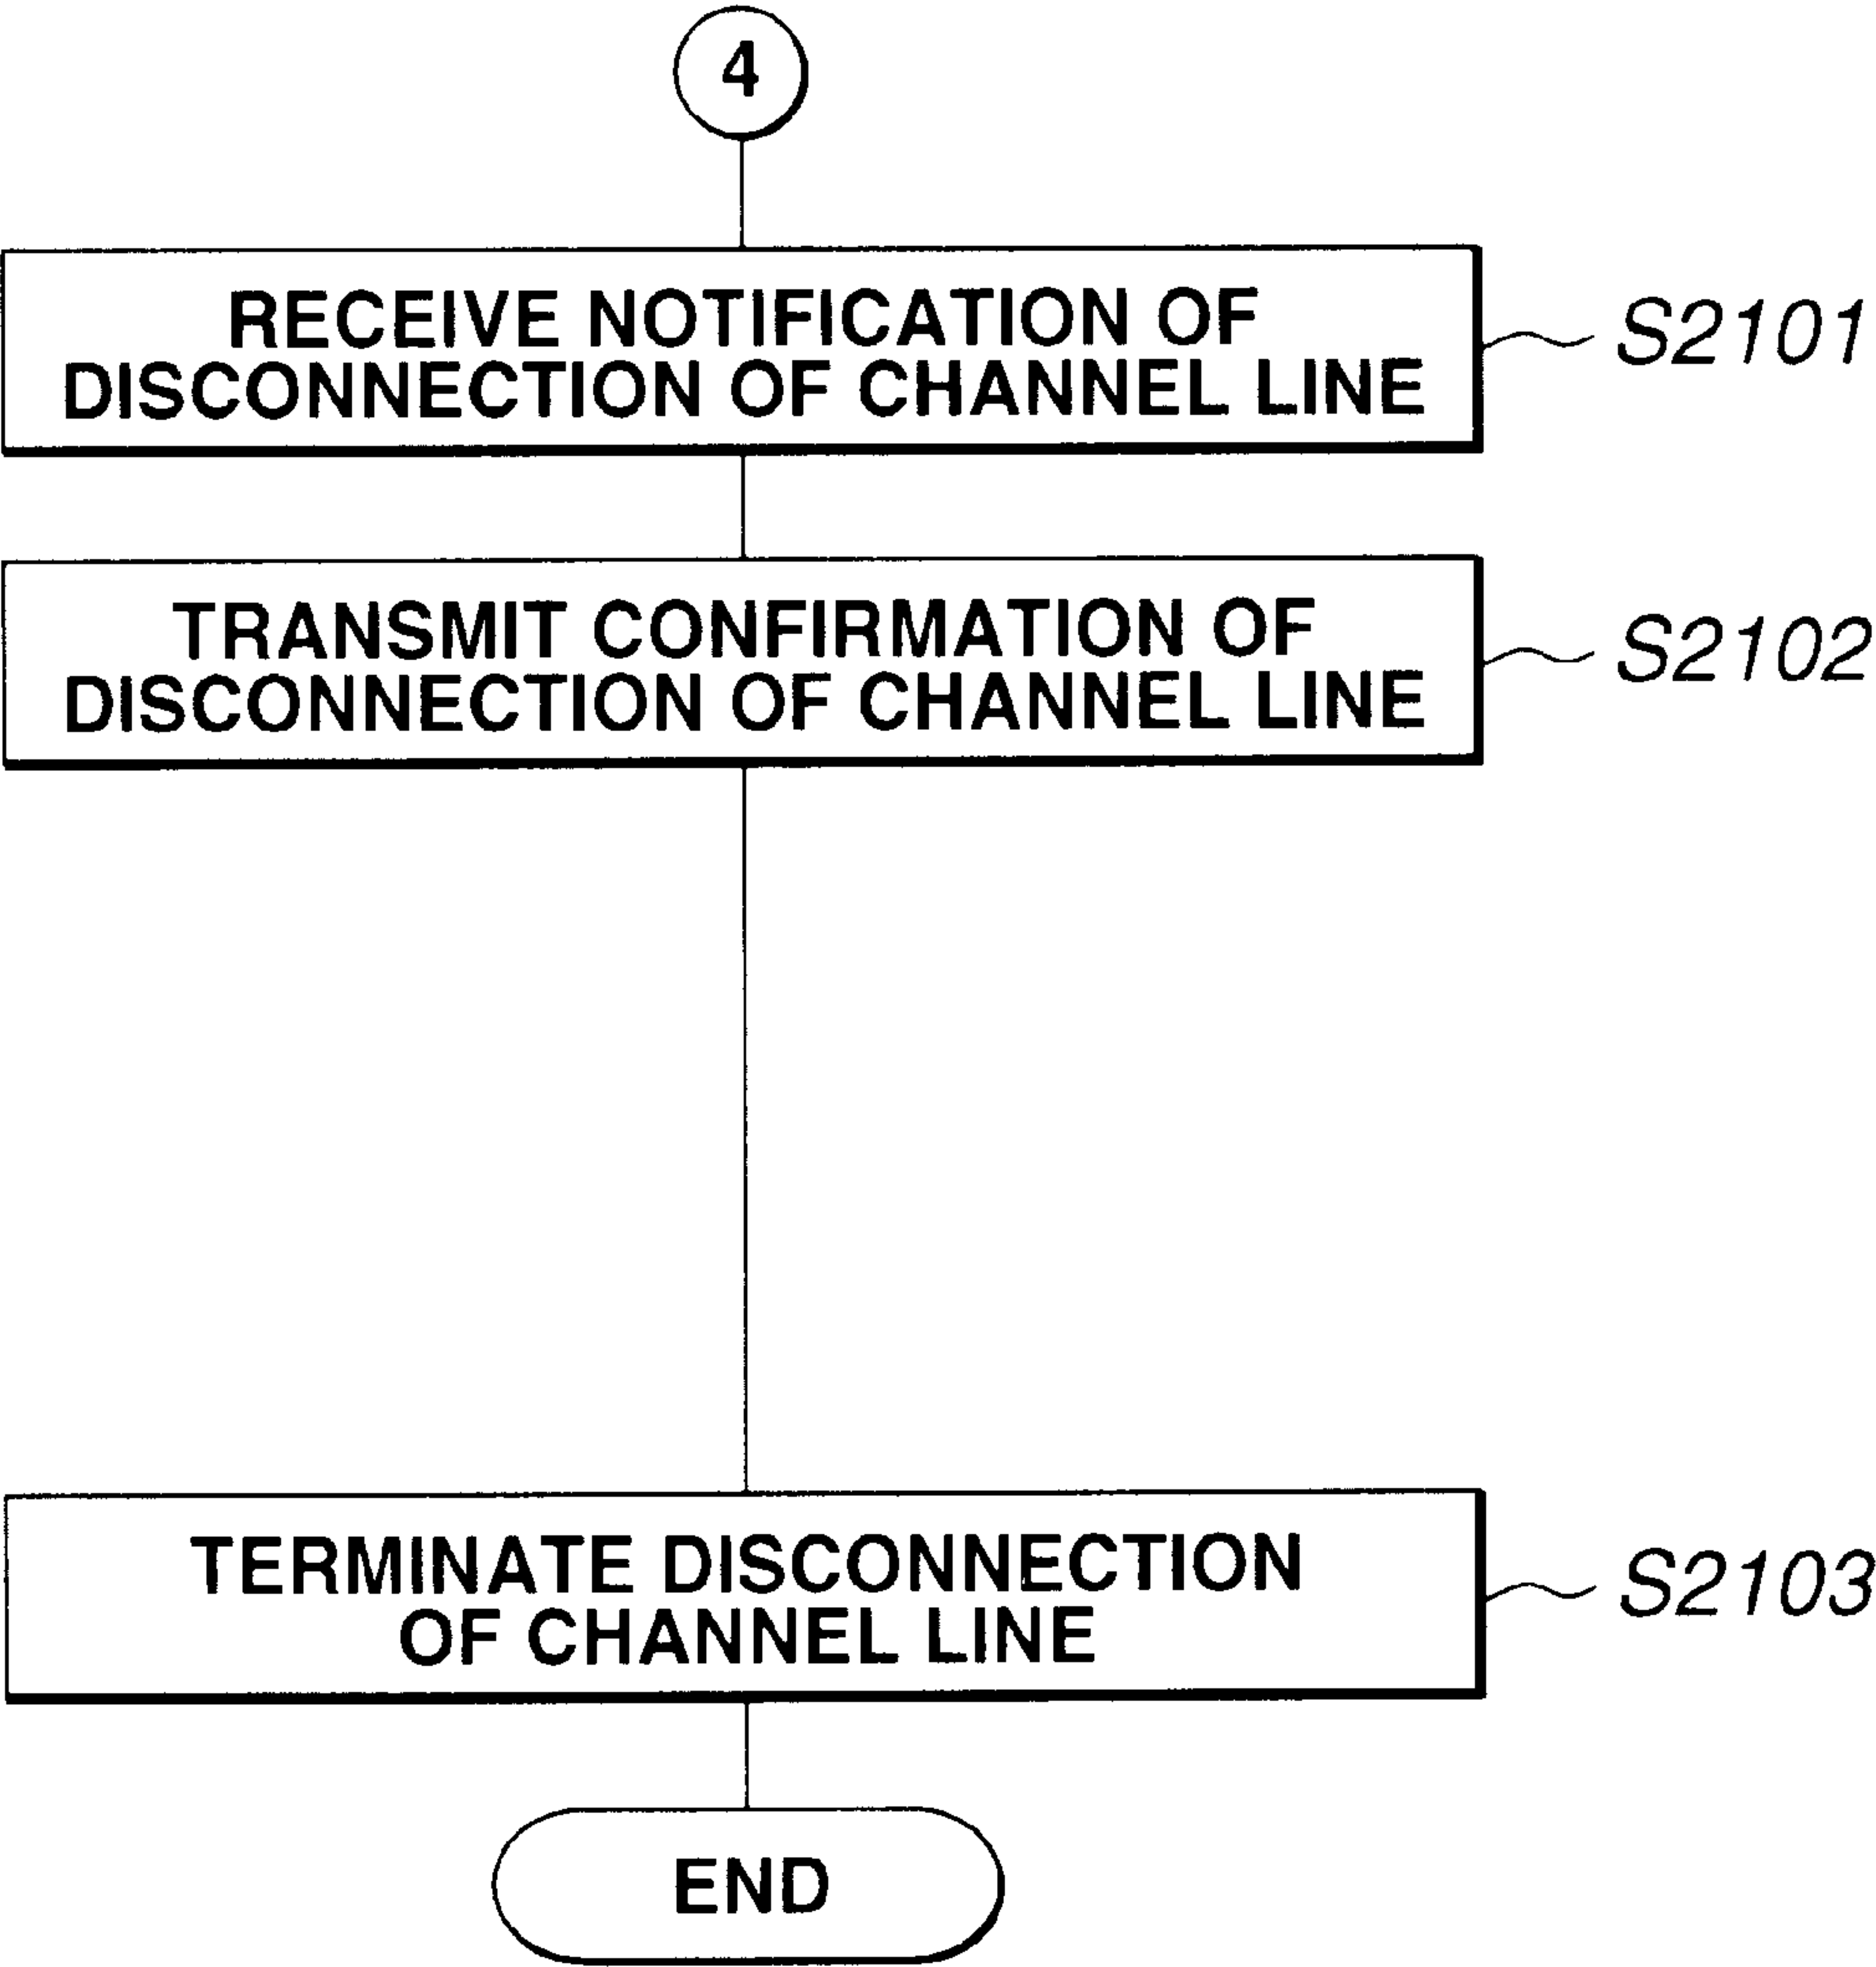 4
RECEIVE NOTIFICATION OF
DISCONNECTION OF CHANNEL LINE
S2101
TRANSMIT CONFIRMATION OF
DISCONNECTION OF CHANNEL LINE
S2102
TERMINATE DISCONNECTION
OF CHANNEL LINE
S2103
END